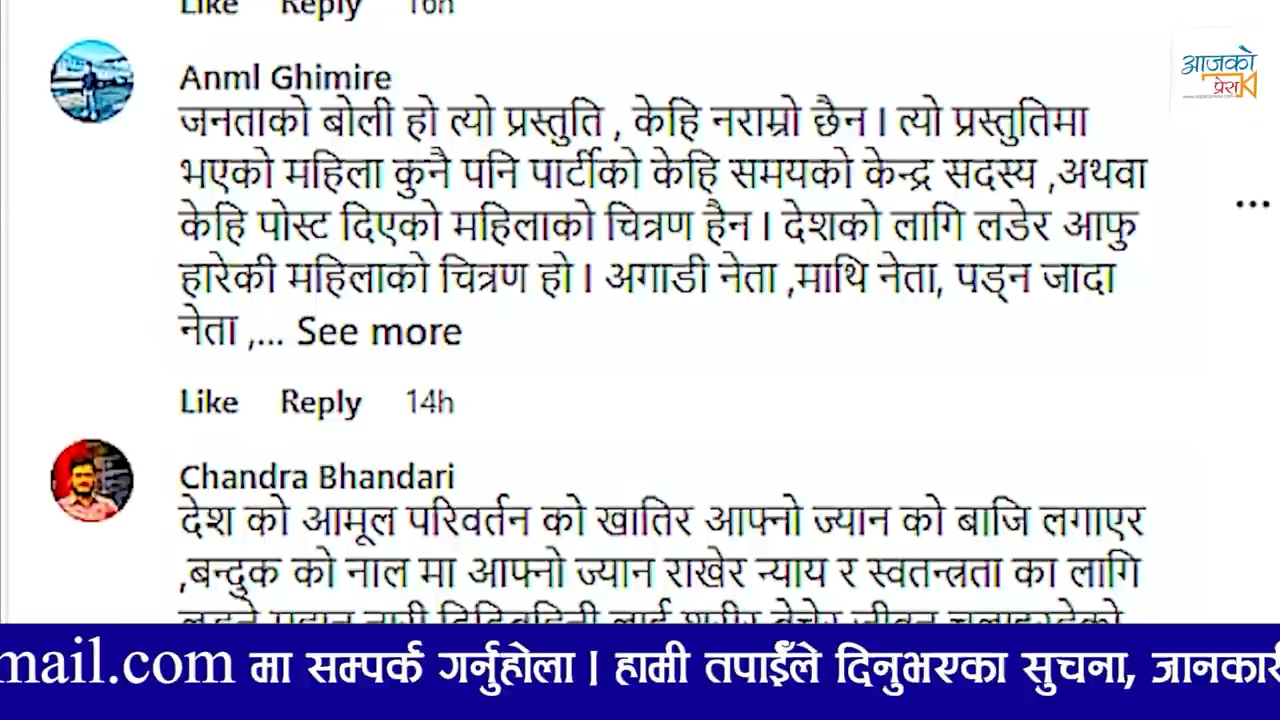 Like Reply 16h
Anml Ghimire
जनताको बोली हो त्यो प्रस्तुति , केहि नराम्रो छैन । त्यो प्रस्तुतिमा
भएको महिला कुनै पनि पार्टीको केहि समयको केन्द्र सदस्य ,अथवा
केहि पोस्ट दिएको महिलाको चित्रण हैन । देशको लागि लडेर आफु
हारेकी महिलाको चित्रण हो । अगाडी नेता ,माथि नेता, पड्न जादा
नेता ,... See more
Like Reply 14h
Chandra Bhandari
देश को आमूल परिवर्तन को खातिर आफ्नो ज्यान को बाजि लगाएर
,बन्दुक को नाल मा आफ्नो ज्यान राखेर न्याय र स्वतन्त्रता का लागि
आजको
प्रेस
mail.com मा सम्पर्क गर्नुहोला । हामी तपाईँले दिनुभएका सुचना, जानकारी